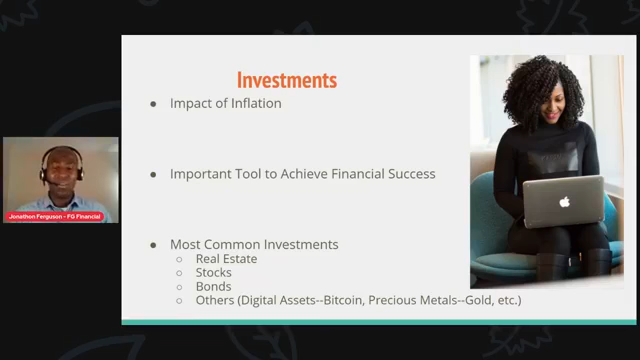 Investments
● Impact of Inflation
● Important Tool to Achieve Financial Success
● Most Common Investments
○ Real Estate
○ Stocks
○ Bonds
○ Others (Digital Assets--Bitcoin, Precious Metals--Gold, etc.)
Jonathon Ferguson - FG Financial